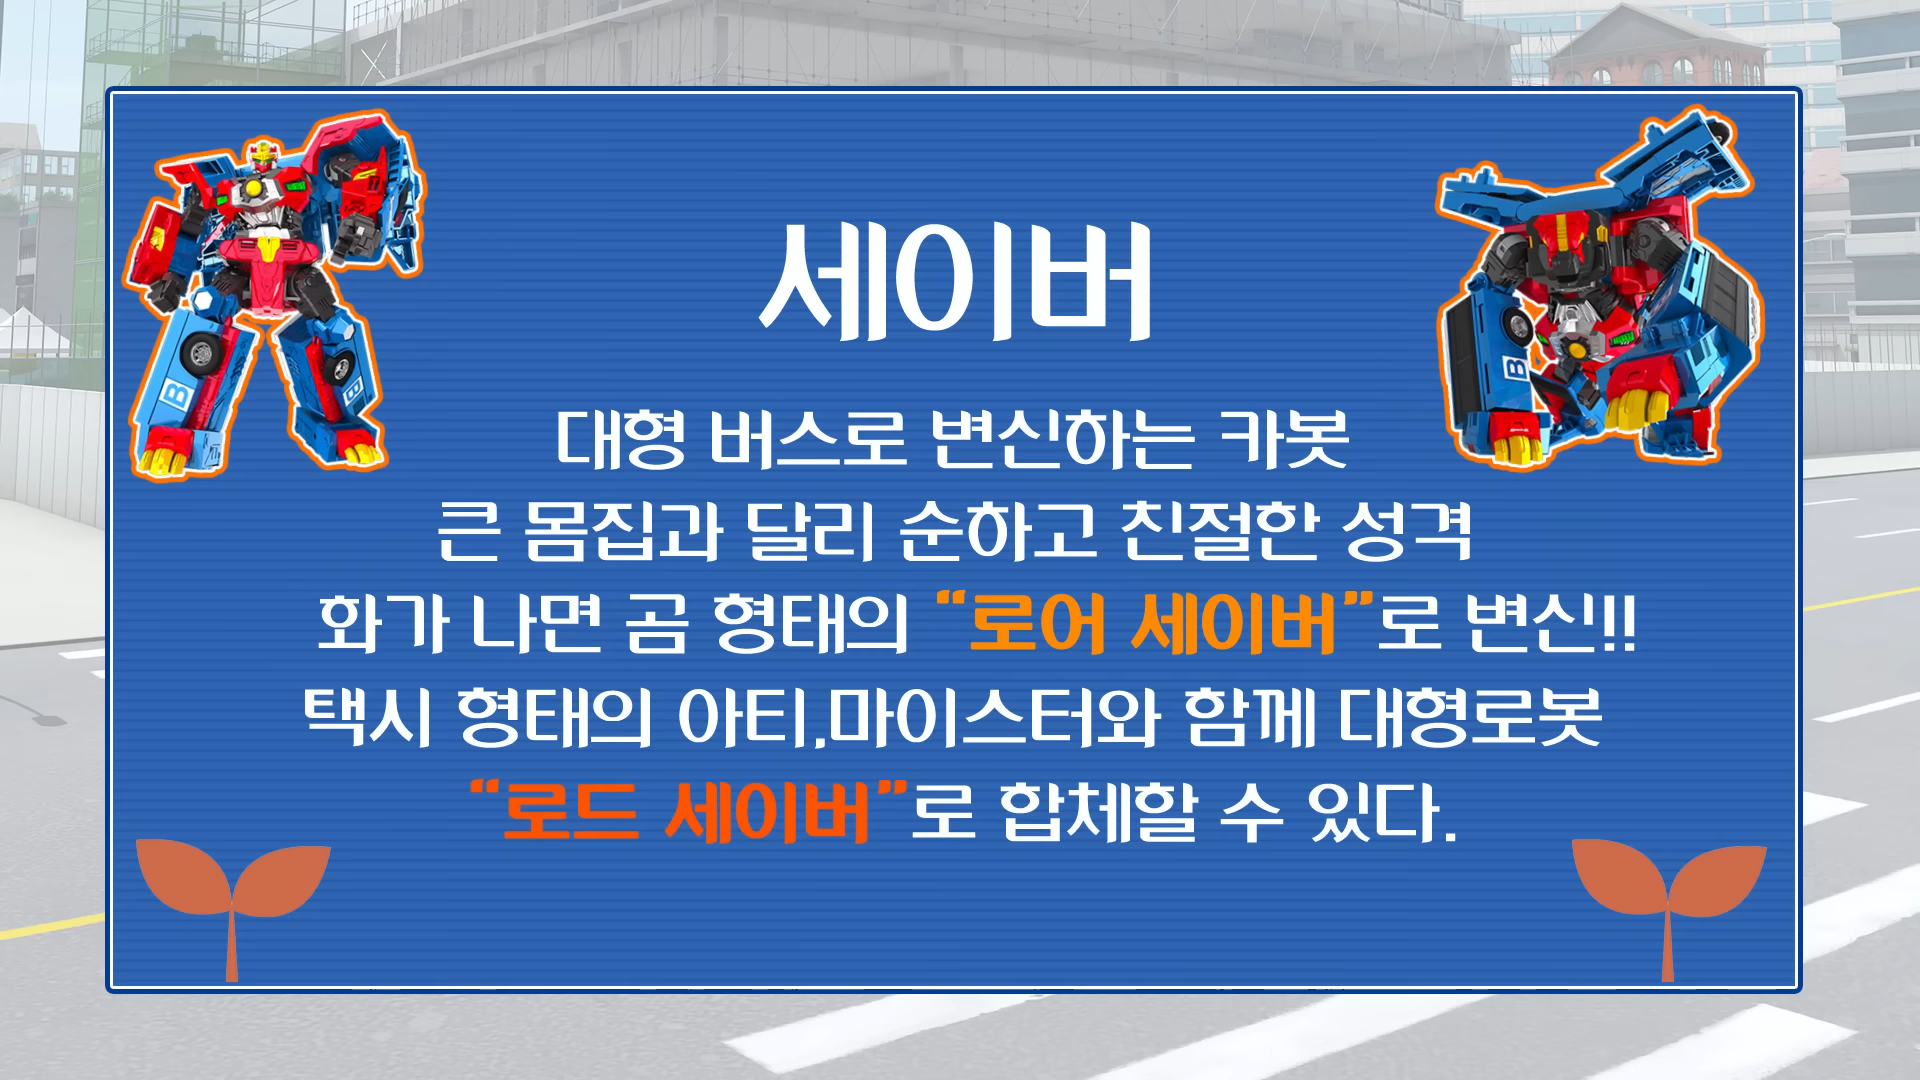 세이버
대형 버스로 변신하는 카봇
큰 몸집과 달리 순하고 친절한 성격
화가 나면 곰 형태의 “로어 세이버”로 변신!!
택시 형태의 아티,마이스터와 함께 대형로봇
“로드 세이버”로 합체할 수 있다.
B
B
B